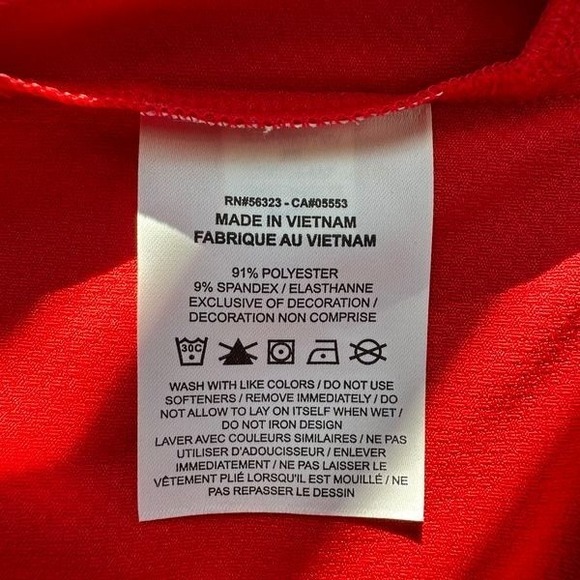 RN#56323 - CA#05553
MADE IN VIETNAM
FABRIQUE AU VIETNAM
91% POLYESTER
9% SPANDEX / ELASTHANNE
EXCLUSIVE OF DECORATION /
DECORATION NON COMPRISE
30C
WASH WITH LIKE COLORS / DO NOT USE
SOFTENERS / REMOVE IMMEDIATELY / DO
NOT ALLOW TO LAY ON ITSELF WHEN WET /
DO NOT IRON DESIGN
LAVER AVEC COULEURS SIMILAIRES / NE PAS
UTILISER D'ADOUCISSEUR / ENLEVER
IMMEDIATEMENT / NE PAS LAISSER LE
VÊTEMENT PLIÉ LORSQU'IL EST MOUILLÉ / NE
PAS REPASSER LE DESSIN